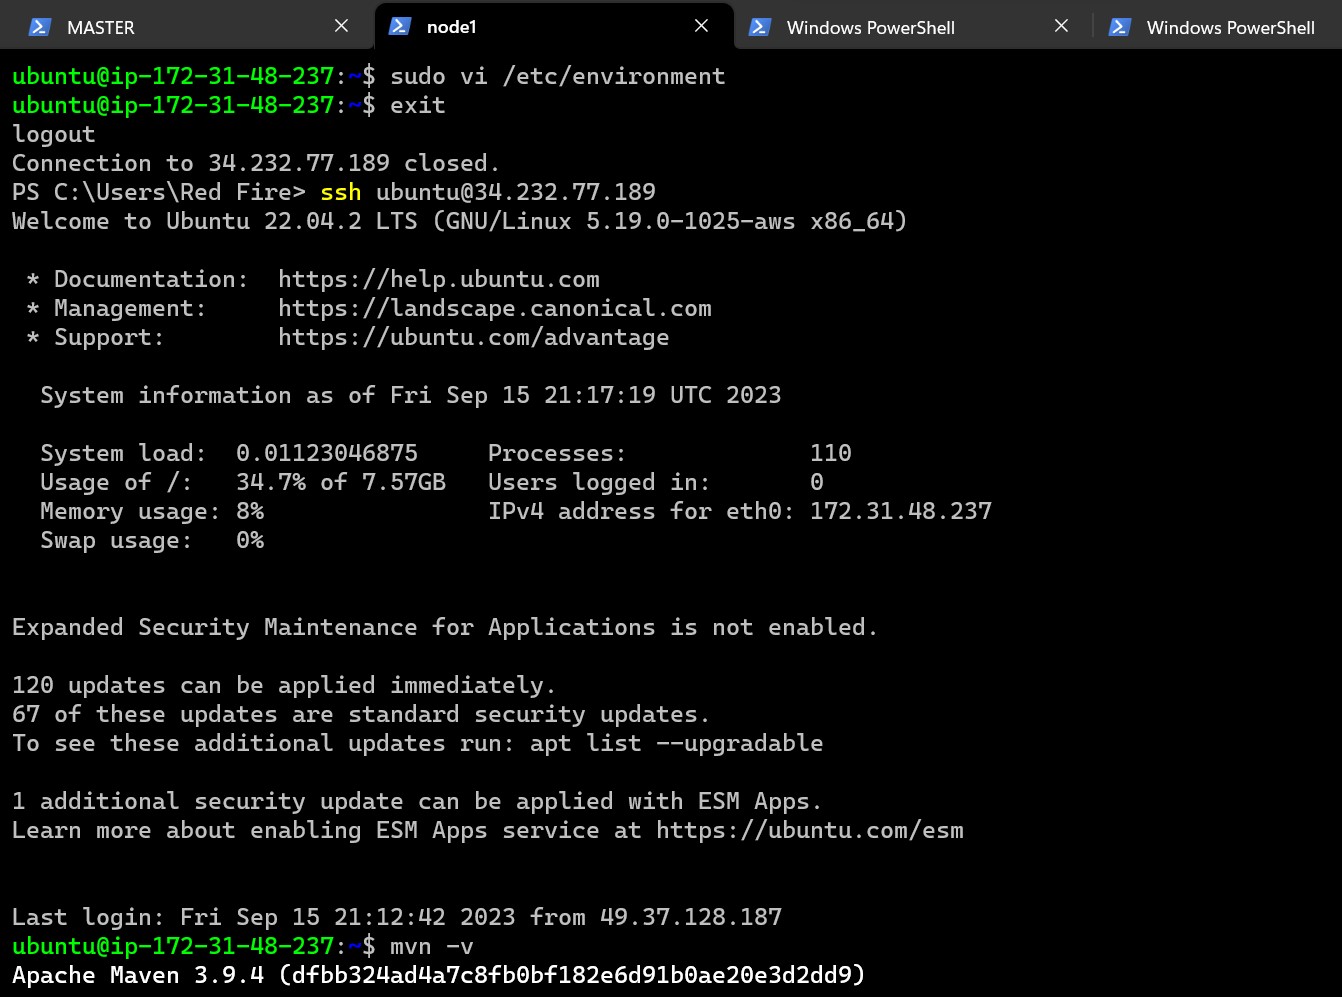 MASTER
node1
Windows PowerShell
Windows PowerShell
ubuntu@ip-172-31-48-237:~$ sudo vi /etc/environment
ubuntu@ip-172-31-48-237:~$ exit
logout
Connection to 34.232.77.189 closed.
PS C:\Users\Red Fire> ssh ubuntu@34.232.77.189
Welcome to Ubuntu 22.04.2 LTS (GNU/Linux 5.19.0-1025-aws x86_64)
* Documentation:  https://help.ubuntu.com
* Management:     https://landscape.canonical.com
* Support:        https://ubuntu.com/advantage
System information as of Fri Sep 15 21:17:19 UTC 2023
System load:  0.01123046875     Processes:             110
Usage of /:   34.7% of 7.57GB   Users logged in:       0
Memory usage: 8%                IPv4 address for eth0: 172.31.48.237
Swap usage:   0%
Expanded Security Maintenance for Applications is not enabled.
120 updates can be applied immediately.
67 of these updates are standard security updates.
To see these additional updates run: apt list --upgradable
1 additional security update can be applied with ESM Apps.
Learn more about enabling ESM Apps service at https://ubuntu.com/esm
Last login: Fri Sep 15 21:12:42 2023 from 49.37.128.187
ubuntu@ip-172-31-48-237:~$ mvn -v
Apache Maven 3.9.4 (dfbb324ad4a7c8fb0bf182e6d91b0ae20e3d2dd9)